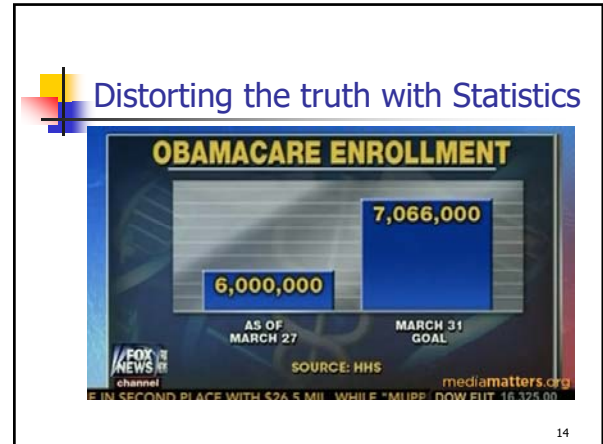 Distorting the truth with Statistics
OBAMACARE ENROLLMENT
7,066,000
6,000,000
AS OF
MARCH 27
MARCH 31
GOAL
SOURCE: HHS
FOX
NEWS
channel
mediamatters.org
E IN SECOND PLACE WITH $26.5 MIL, WHILE "MUPP DOW FUT 16,325.00
14